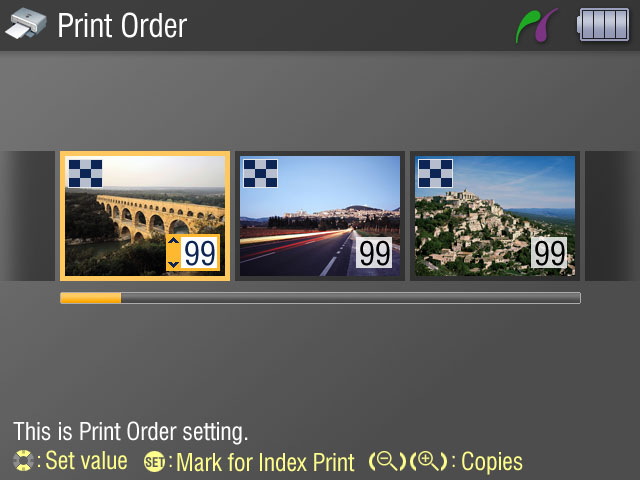 Print Order
99
99
99
This is Print Order setting.
: Set value SET : Mark for Index Print ( )( ) : Copies